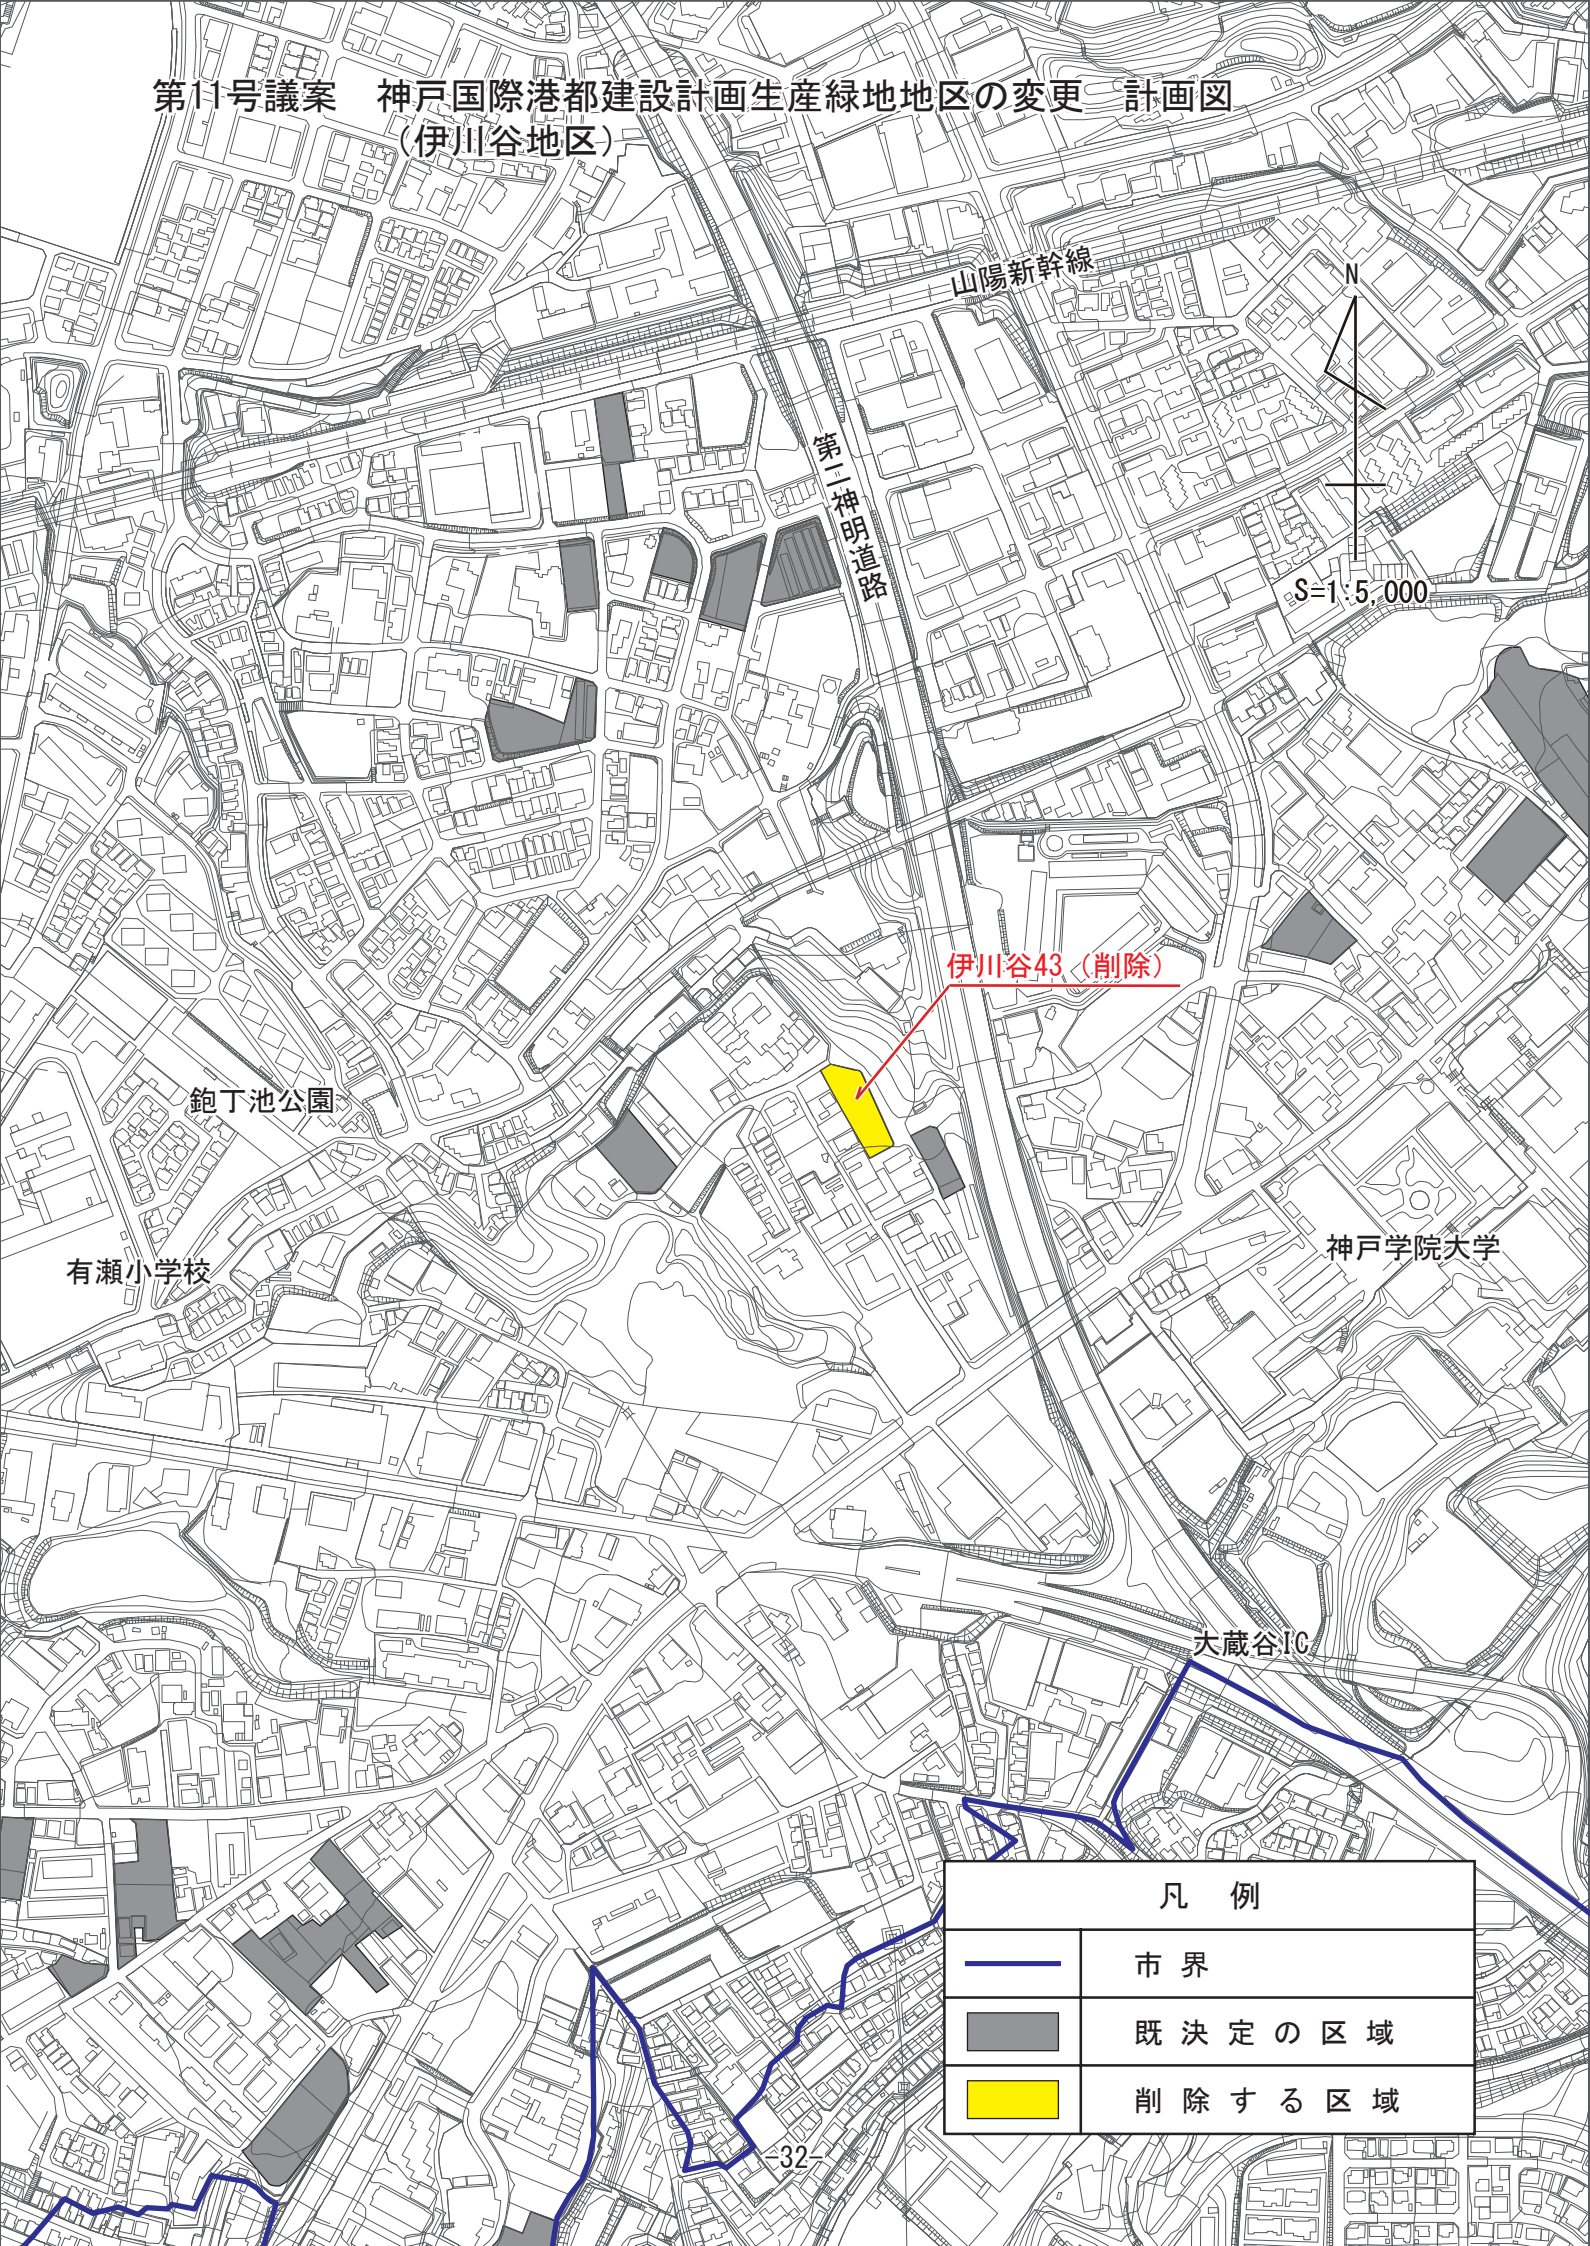 第11号議案　神戸国際港都建設計画生産緑地地区の変更　計画図
（伊川谷地区）
山陽新幹線
N
第二神明道路
S=1:5,000
伊川谷43（削除）
鉋丁池公園
有瀬小学校
神戸学院大学
大蔵谷IC
凡　例
市界
既決定の区域
削除する区域
-32-